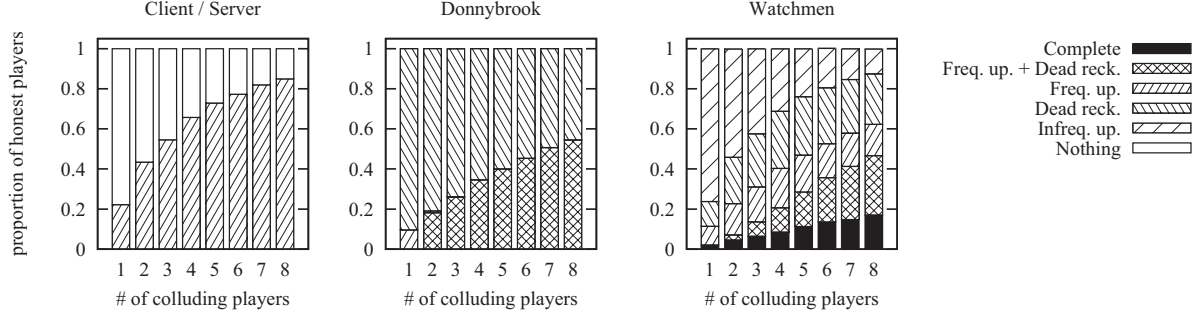 Client / Server
Donnybrook
Watchmen
proportion of honest players
1
0.8
0.6
0.4
0.2
0
1 2 3 4 5 6 7 8
# of colluding players
1
0.8
0.6
0.4
0.2
0
1 2 3 4 5 6 7 8
# of colluding players
1
0.8
0.6
0.4
0.2
0
1 2 3 4 5 6 7 8
# of colluding players
Complete
Freq. up. + Dead reck.
Freq. up.
Dead reck.
Infreq. up.
Nothing